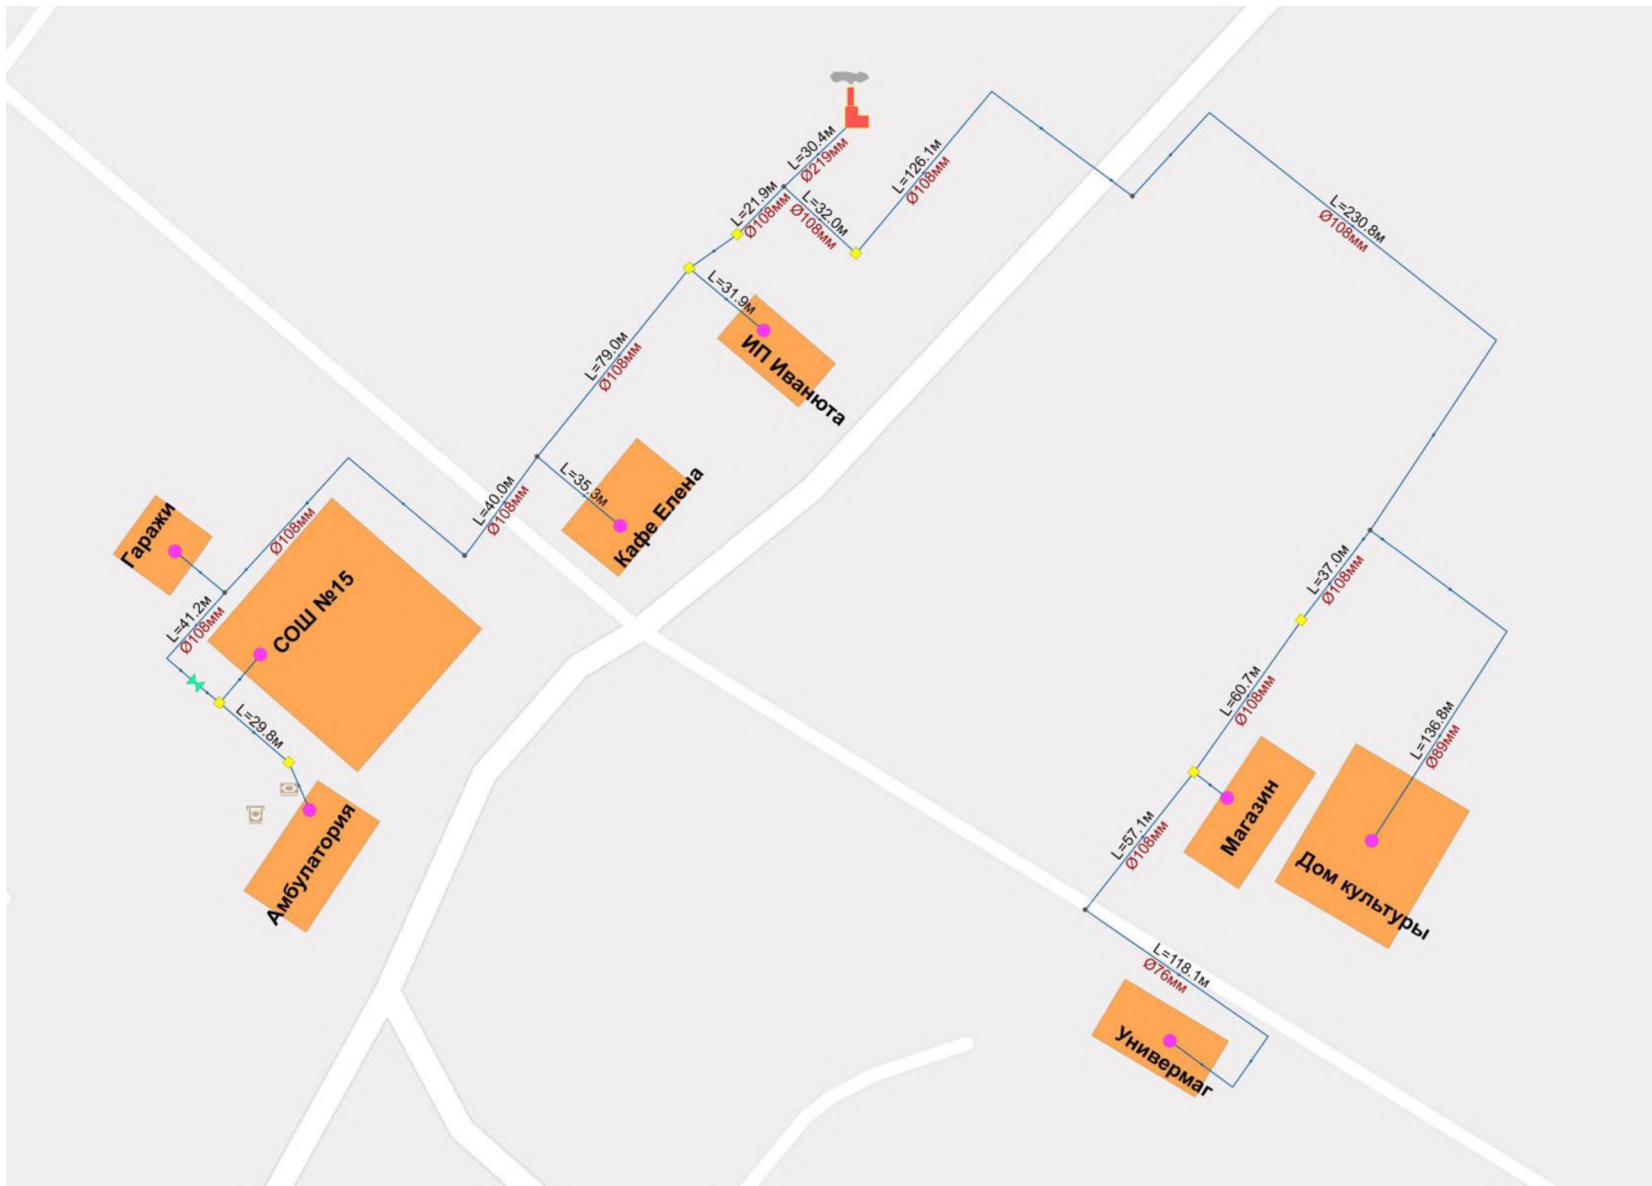 L=30.4м
Ø219мм
L=126.1м
Ø108мм
L=21.9м
Ø108мм
L=32.0м
Ø108мм
L=230.8м
Ø108мм
L=31.9м
ИП Иванюта
L=79.0м
Ø108мм
L=35.3м
Кафе Елена
L=40.0м
Ø108мм
Ø108мм
Гаражи
СОШ №15
L=41.2м
Ø108мм
L=29.8м
Амбулатория
L=37.0м
Ø108мм
L=60.7м
Ø108мм
L=136.8м
Ø89мм
Магазин
Дом культуры
L=57.1м
Ø108мм
L=118.1м
Ø76мм
Универмаг